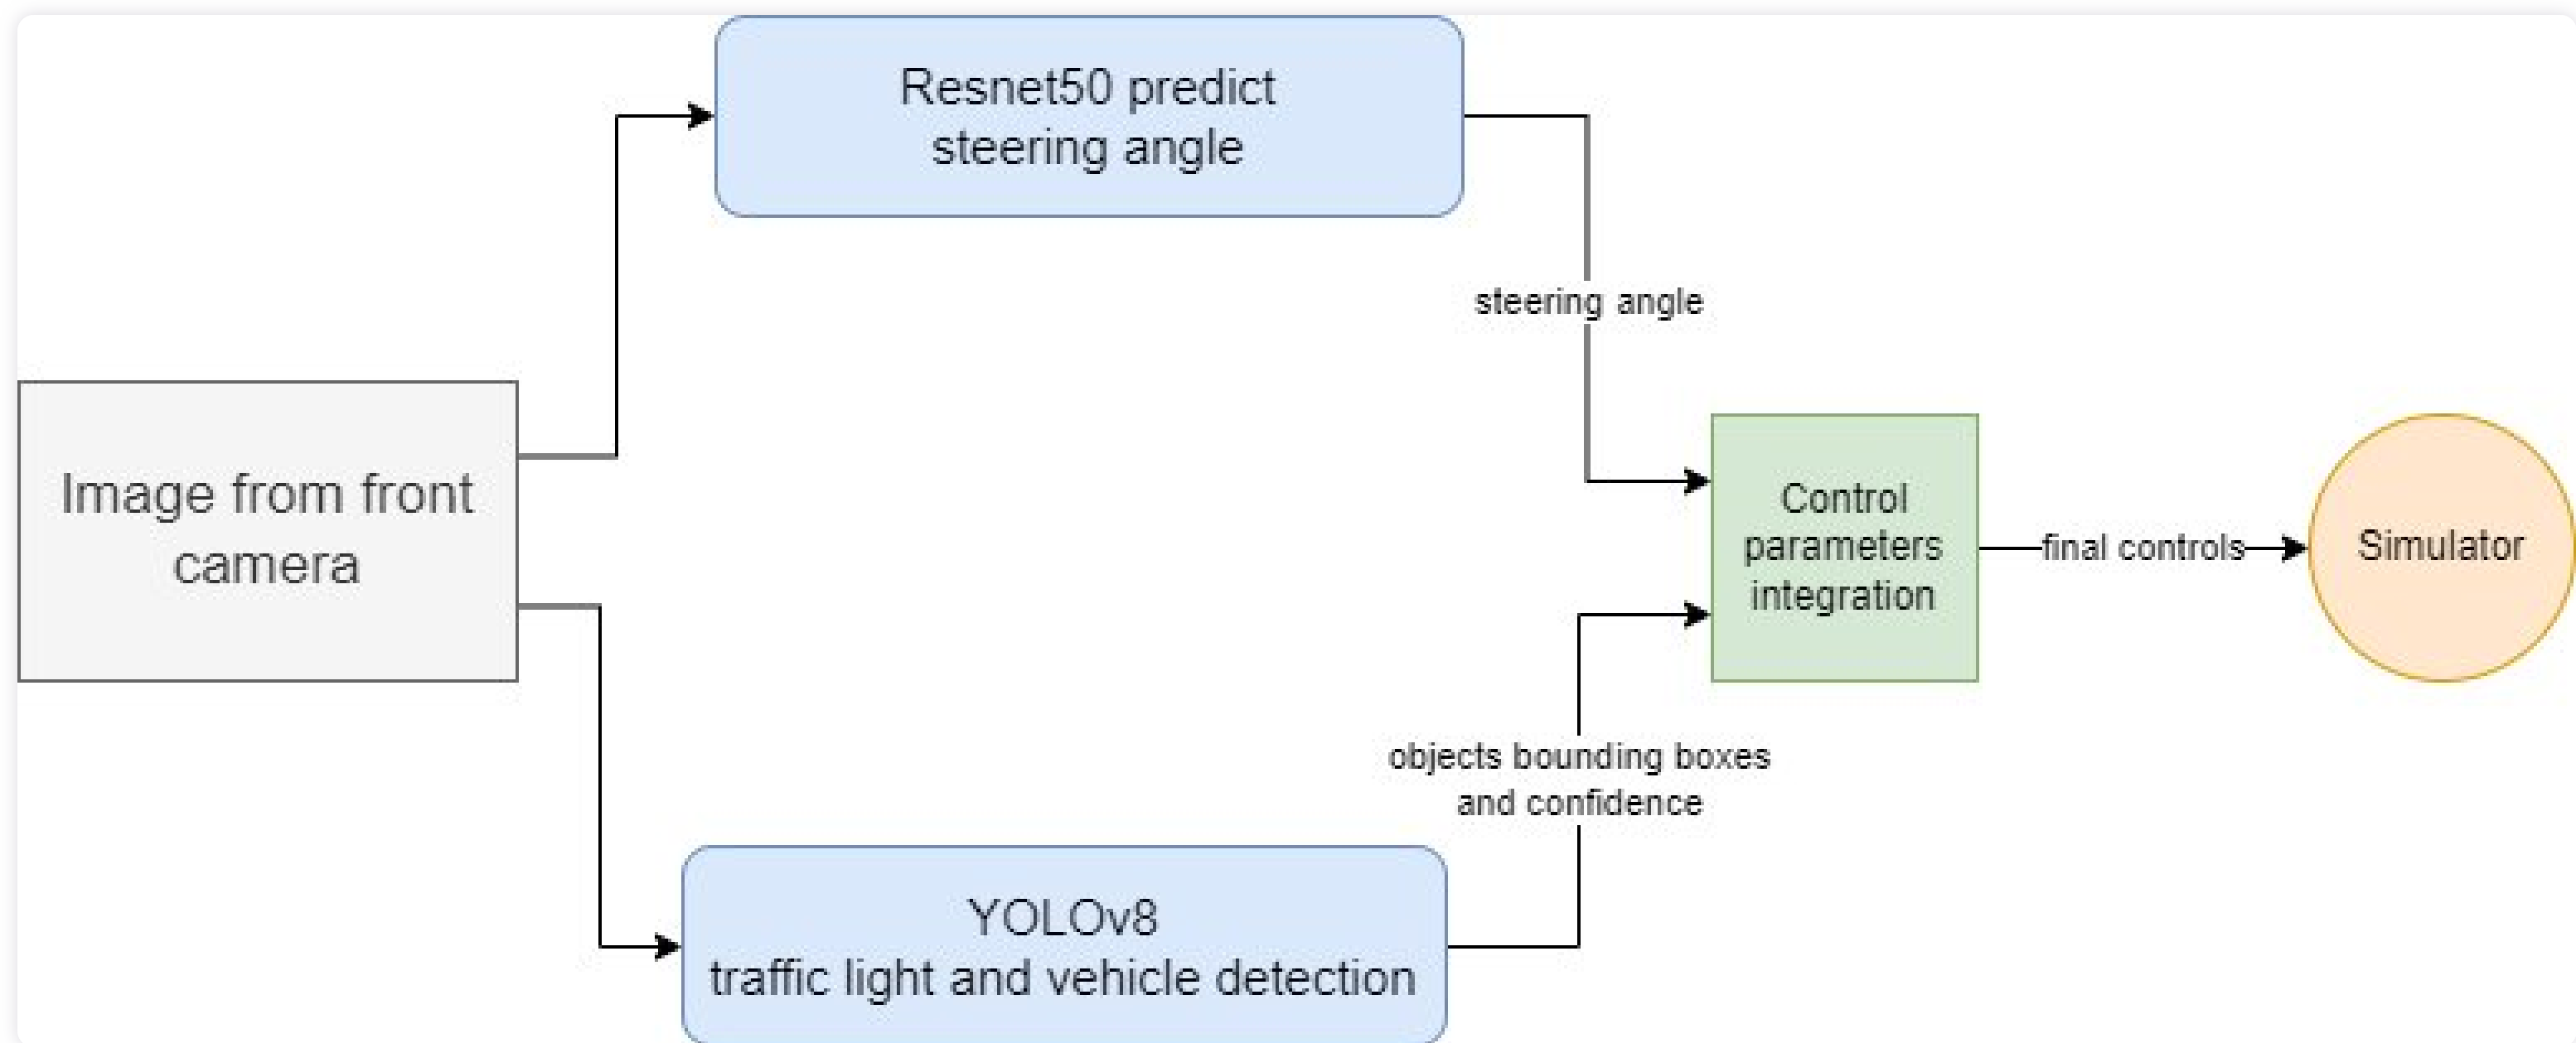 Resnet50 predict
steering angle
steering angle
Image from front
camera
Control
parameters
integration
final controls
Simulator
objects bounding boxes
and confidence
YOLOv8
traffic light and vehicle detection